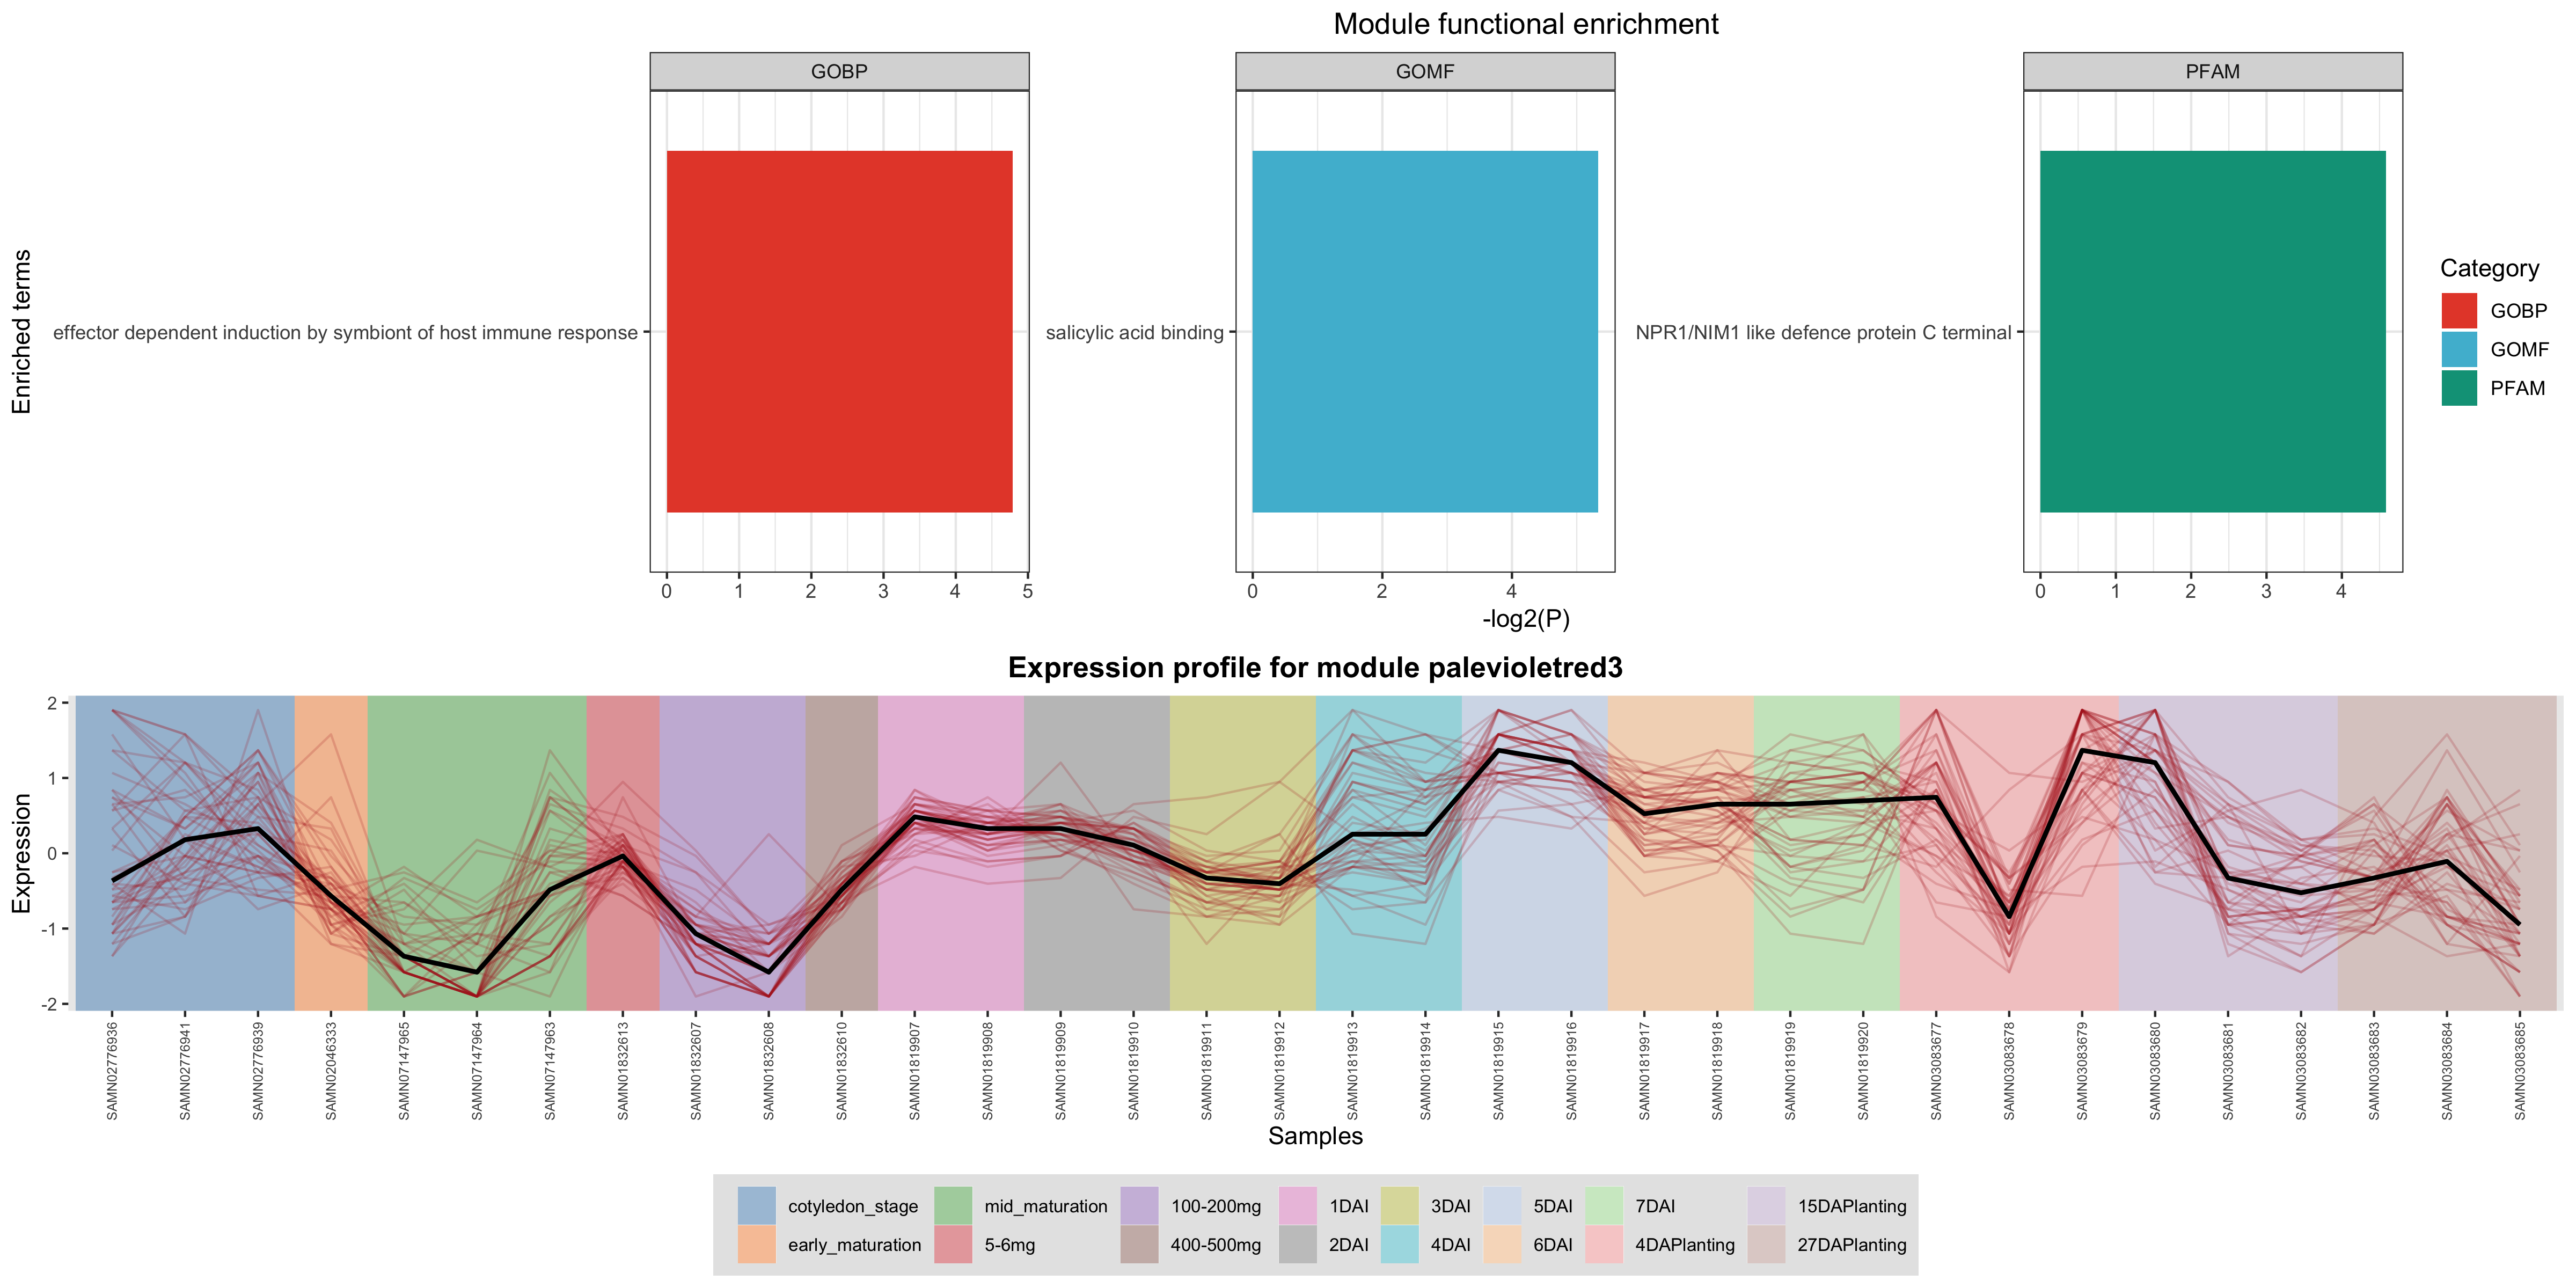 Module functional enrichment
GOBP
GOMF
PFAM
Enriched terms
effector dependent induction by symbiont of host immune response
salicylic acid binding
NPR1/NIM1 like defence protein C terminal
0 1 2 3 4 5
0 2 4
0 1 2 3 4
-log2(P)
Category
GOBP
GOMF
PFAM
Expression profile for module palevioletred3
Expression
2
1
0
-1
-2
SAMN02776936
SAMN02776941
SAMN02776939
SAMN02046333
SAMN07147965
SAMN07147964
SAMN07147963
SAMN01832613
SAMN01832607
SAMN01832608
SAMN01832610
SAMN01819907
SAMN01819908
SAMN01819909
SAMN01819910
SAMN01819911
SAMN01819912
SAMN01819913
SAMN01819914
SAMN01819915
SAMN01819916
SAMN01819917
SAMN01819918
SAMN01819919
SAMN01819920
SAMN03083677
SAMN03083678
SAMN03083679
SAMN03083680
SAMN03083681
SAMN03083682
SAMN03083683
SAMN03083684
SAMN03083685
Samples
cotyledon_stage mid_maturation 100-200mg 1DAI 3DAI 5DAI 7DAI 15DAPlanting
early_maturation 5-6mg 400-500mg 2DAI 4DAI 6DAI 4DAPlanting 27DAPlanting